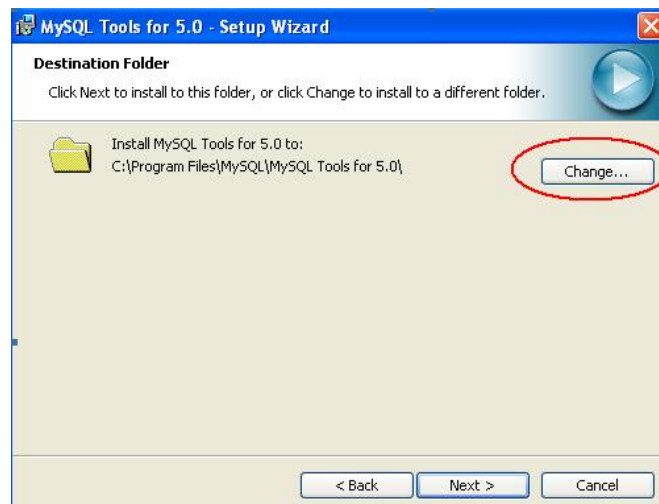 MySQL Tools for 5.0 - Setup Wizard
Destination Folder
Click Next to install to this folder, or click Change to install to a different folder.
Install MySQL Tools for 5.0 to:
C:\Program Files\MySQL\MySQL Tools for 5.0\
Change...
< Back Next > Cancel